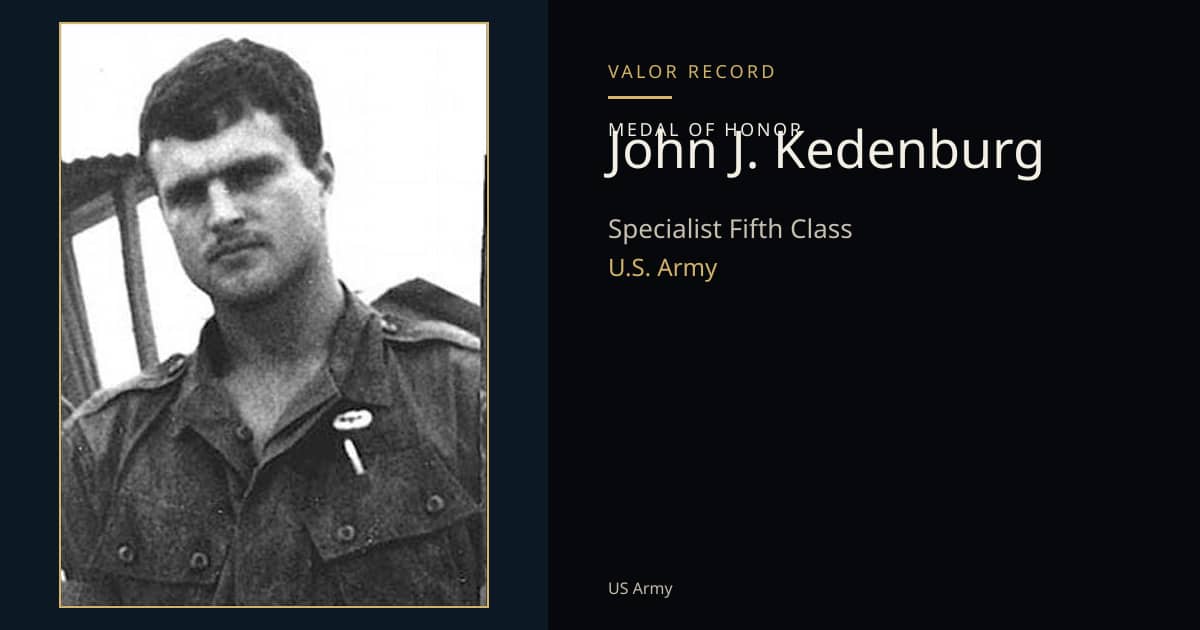 VALOR RECORD
MEDAL OF HONOR
John J. Kedenburg
Specialist Fifth Class
U.S. Army
US Army